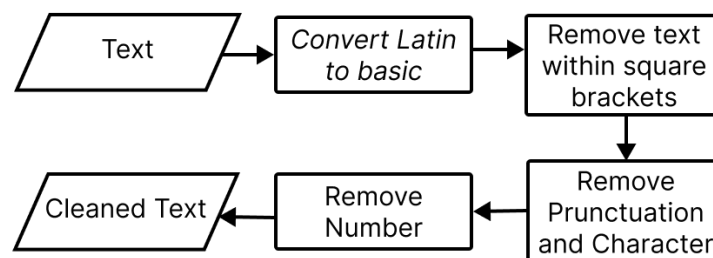 Text
Convert Latin
to basic
Remove text
within square
brackets
Remove
Prunctuation
and Character
Remove
Number
Cleaned Text